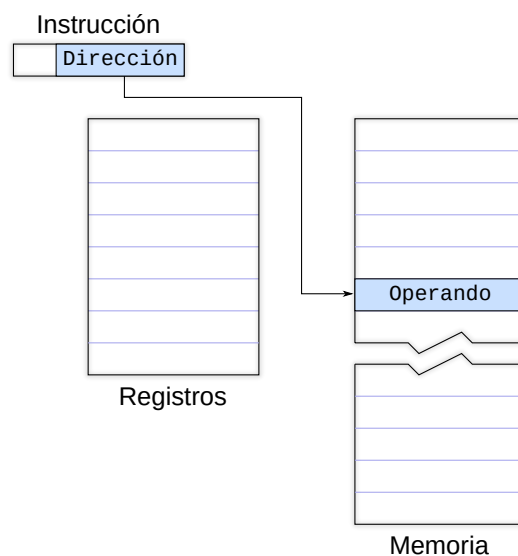 Instrucción
Dirección
Operando
Registros
Memoria